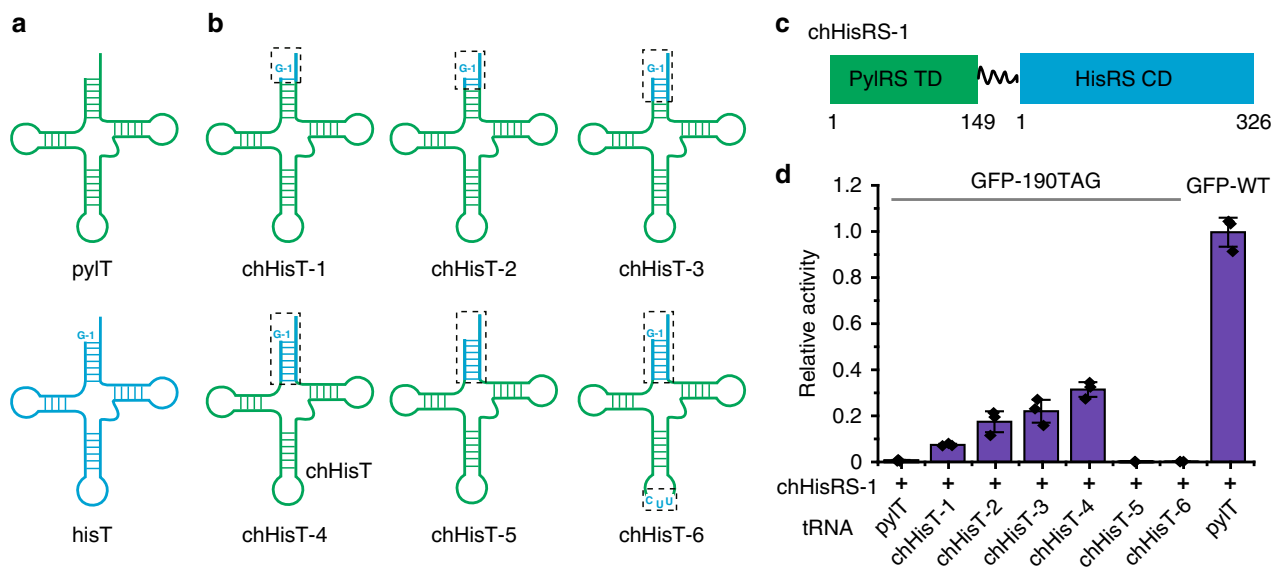 a
b
pylT
G-1
chHisT-1
G-1
chHisT-2
G-1
chHisT-3
G-1
hisT
G-1
chHisT
chHisT-4
chHisT-5
G-1
C U U
chHisT-6
c
chHisRS-1
PylRS TD
HisRS CD
1
149
1
326
d
GFP-190TAG
GFP-WT
Relative activity
1.2
1.0
0.8
0.6
0.4
0.2
0
chHisRS-1
+ + + + + + + +
tRNA
pylT
chHisT-1
chHisT-2
chHisT-3
chHisT-4
chHisT-5
chHisT-6
pylT